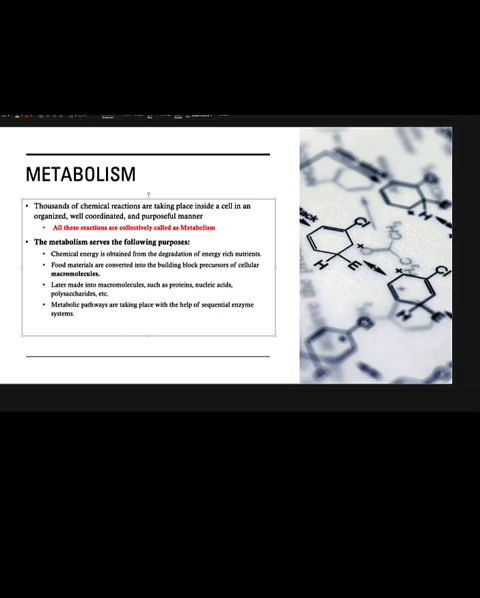 METABOLISM
• Thousands of chemical reactions are taking place inside a cell in an
organized, well coordinated, and purposeful manner
• All these reactions are collectively called as Metabolism
• The metabolism serves the following purposes:
• Chemical energy is obtained from the degradation of energy rich nutrients.
• Food materials are converted into the building block precursors of cellular
macromolecules.
• Later made into macromolecules, such as proteins, nucleic acids,
polysaccharides, etc.
• Metabolic pathways are taking place with the help of sequential enzyme
systems.
Cl
H
E
CH₃
Cl
H
E
H